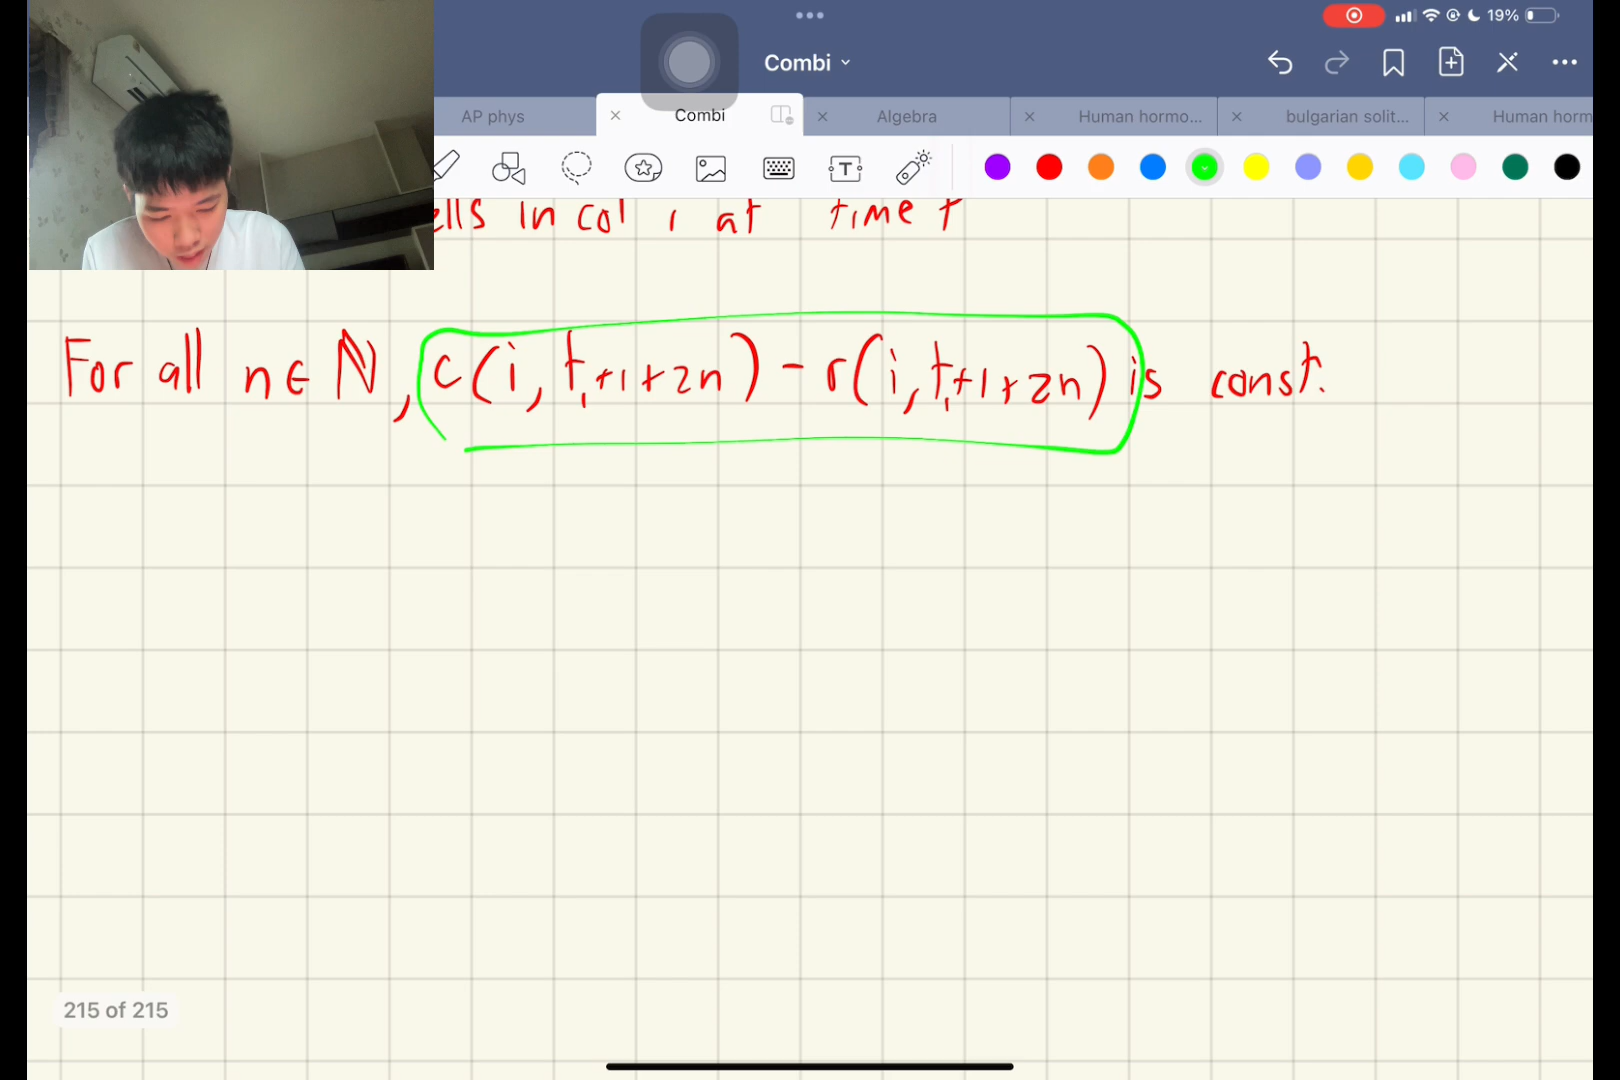 19%
Combi
AP phys
Combi
Algebra
Human hormo...
bulgarian solit...
Human horm
T
in col i at time t
For all n ∈ ℕ, c(i, t₁+1+2n) - r(i, t₁+1+2n) is const.
215 of 215